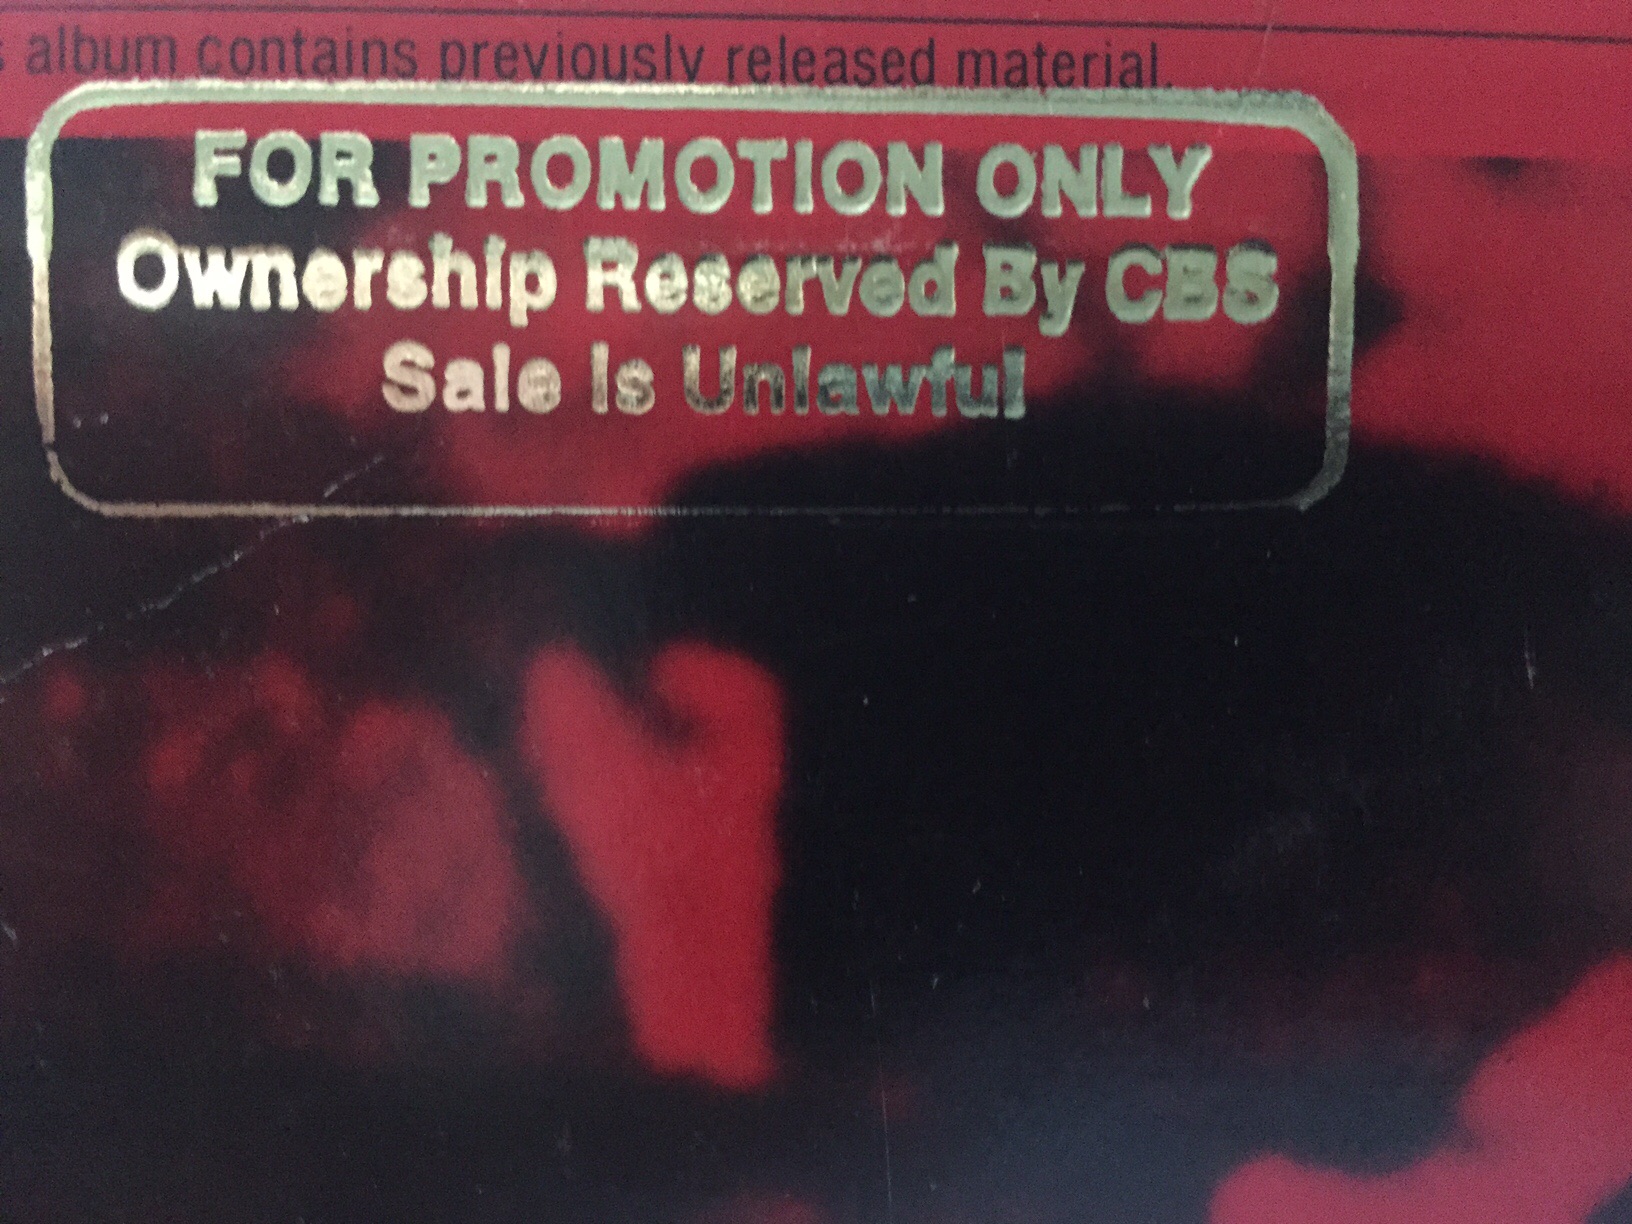 album contains previously released material.
FOR PROMOTION ONLY
Ownership Reserved By CBS
Sale Is Unlawful